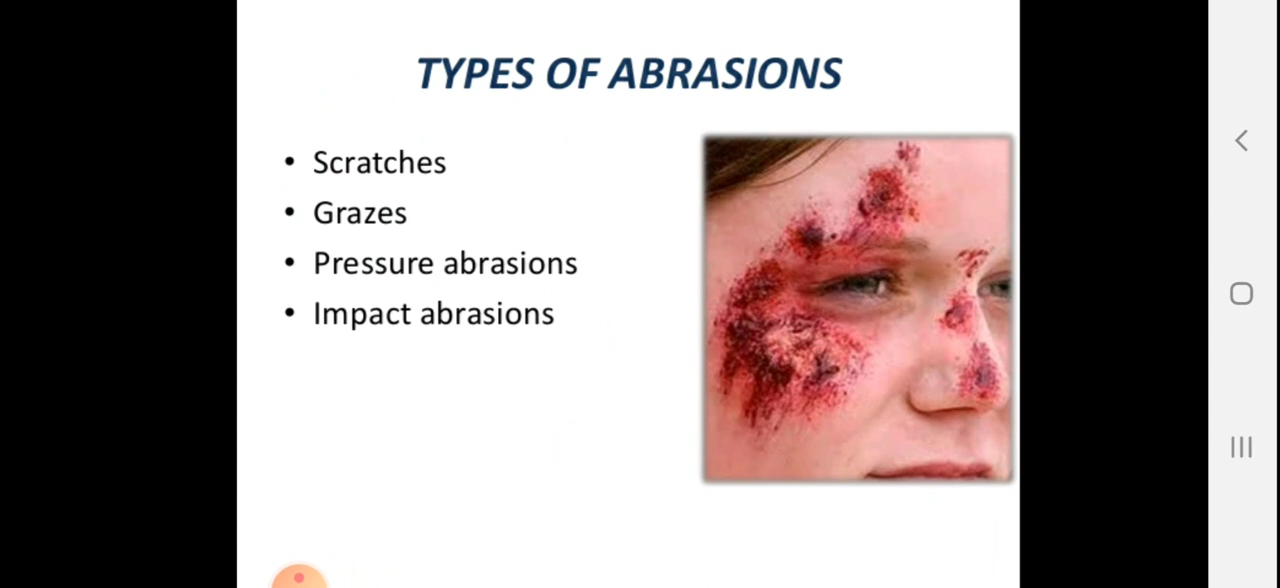 TYPES OF ABRASIONS
• Scratches
• Grazes
• Pressure abrasions
• Impact abrasions